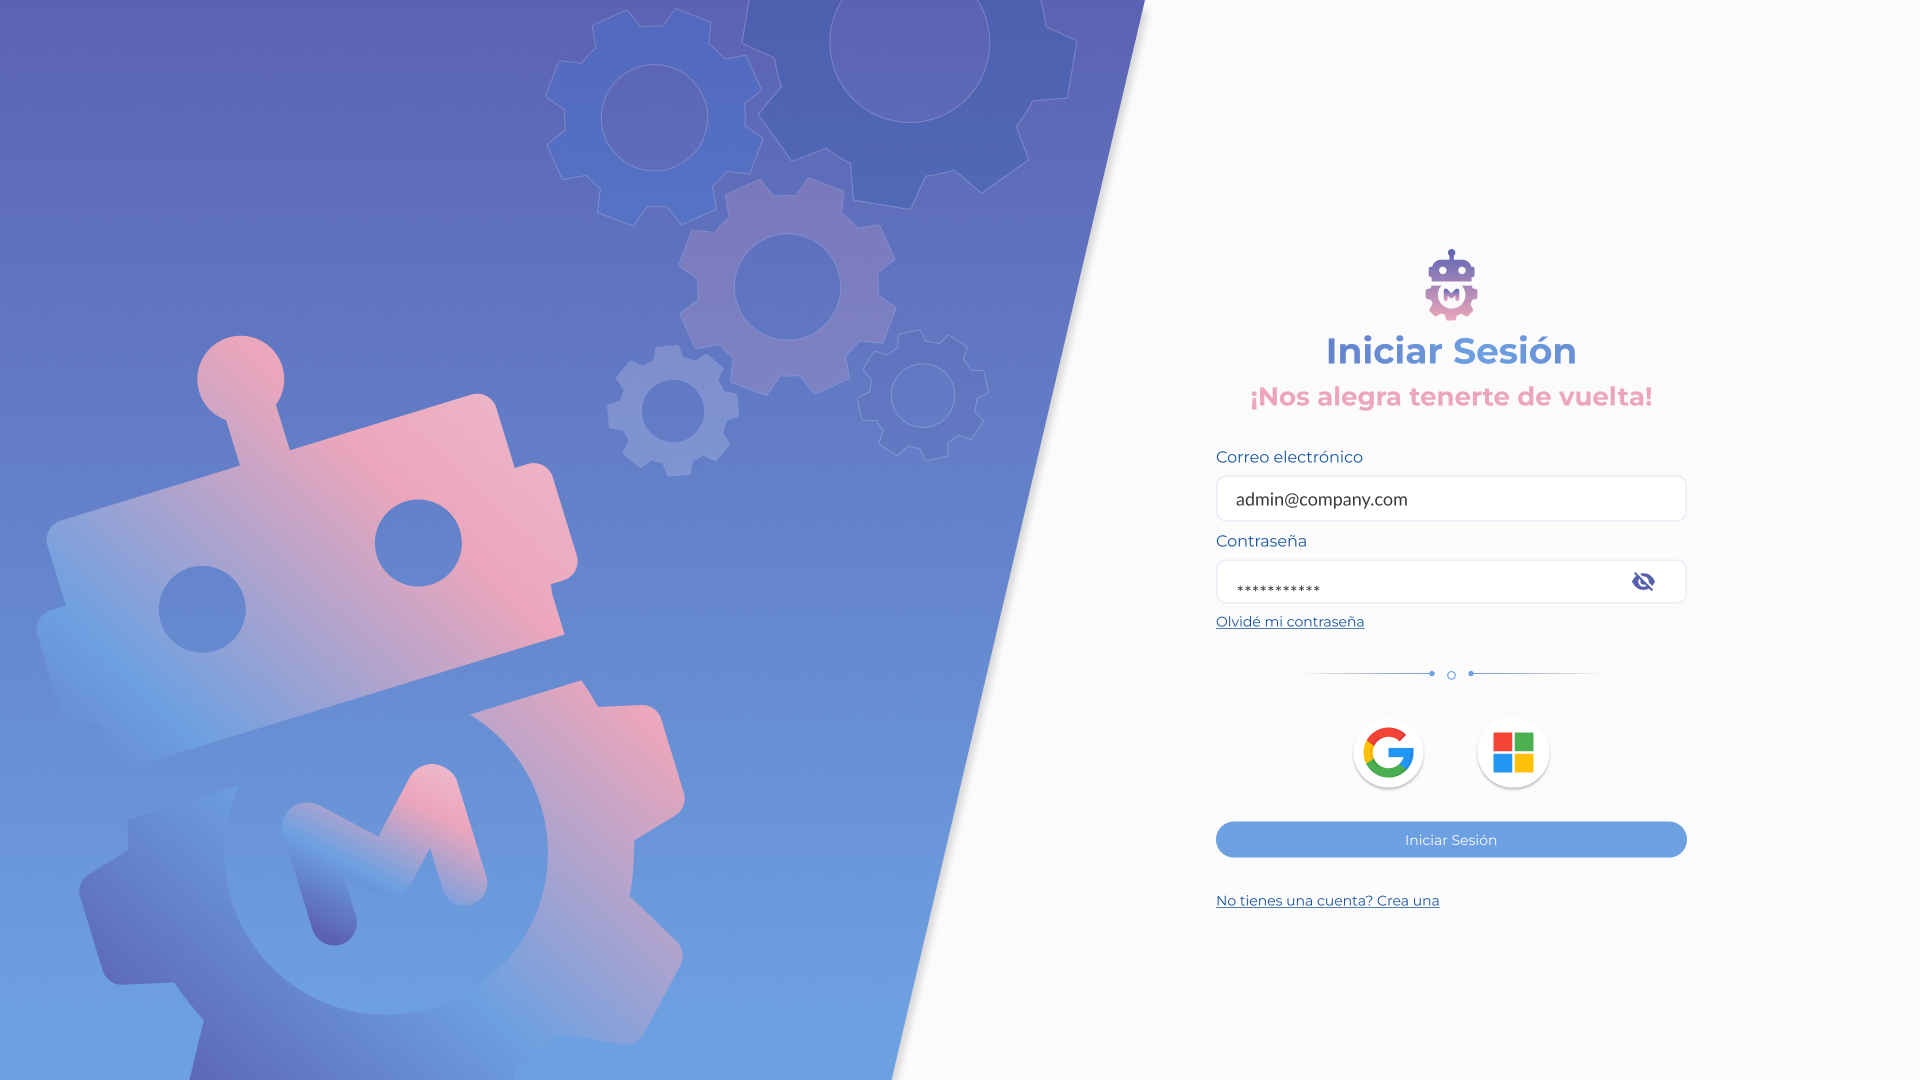 M
M
Iniciar Sesión
¡Nos alegra tenerte de vuelta!
Correo electrónico
admin@company.com
Contraseña
***********
Olvidé mi contraseña
O
Iniciar Sesión
No tienes una cuenta? Crea una